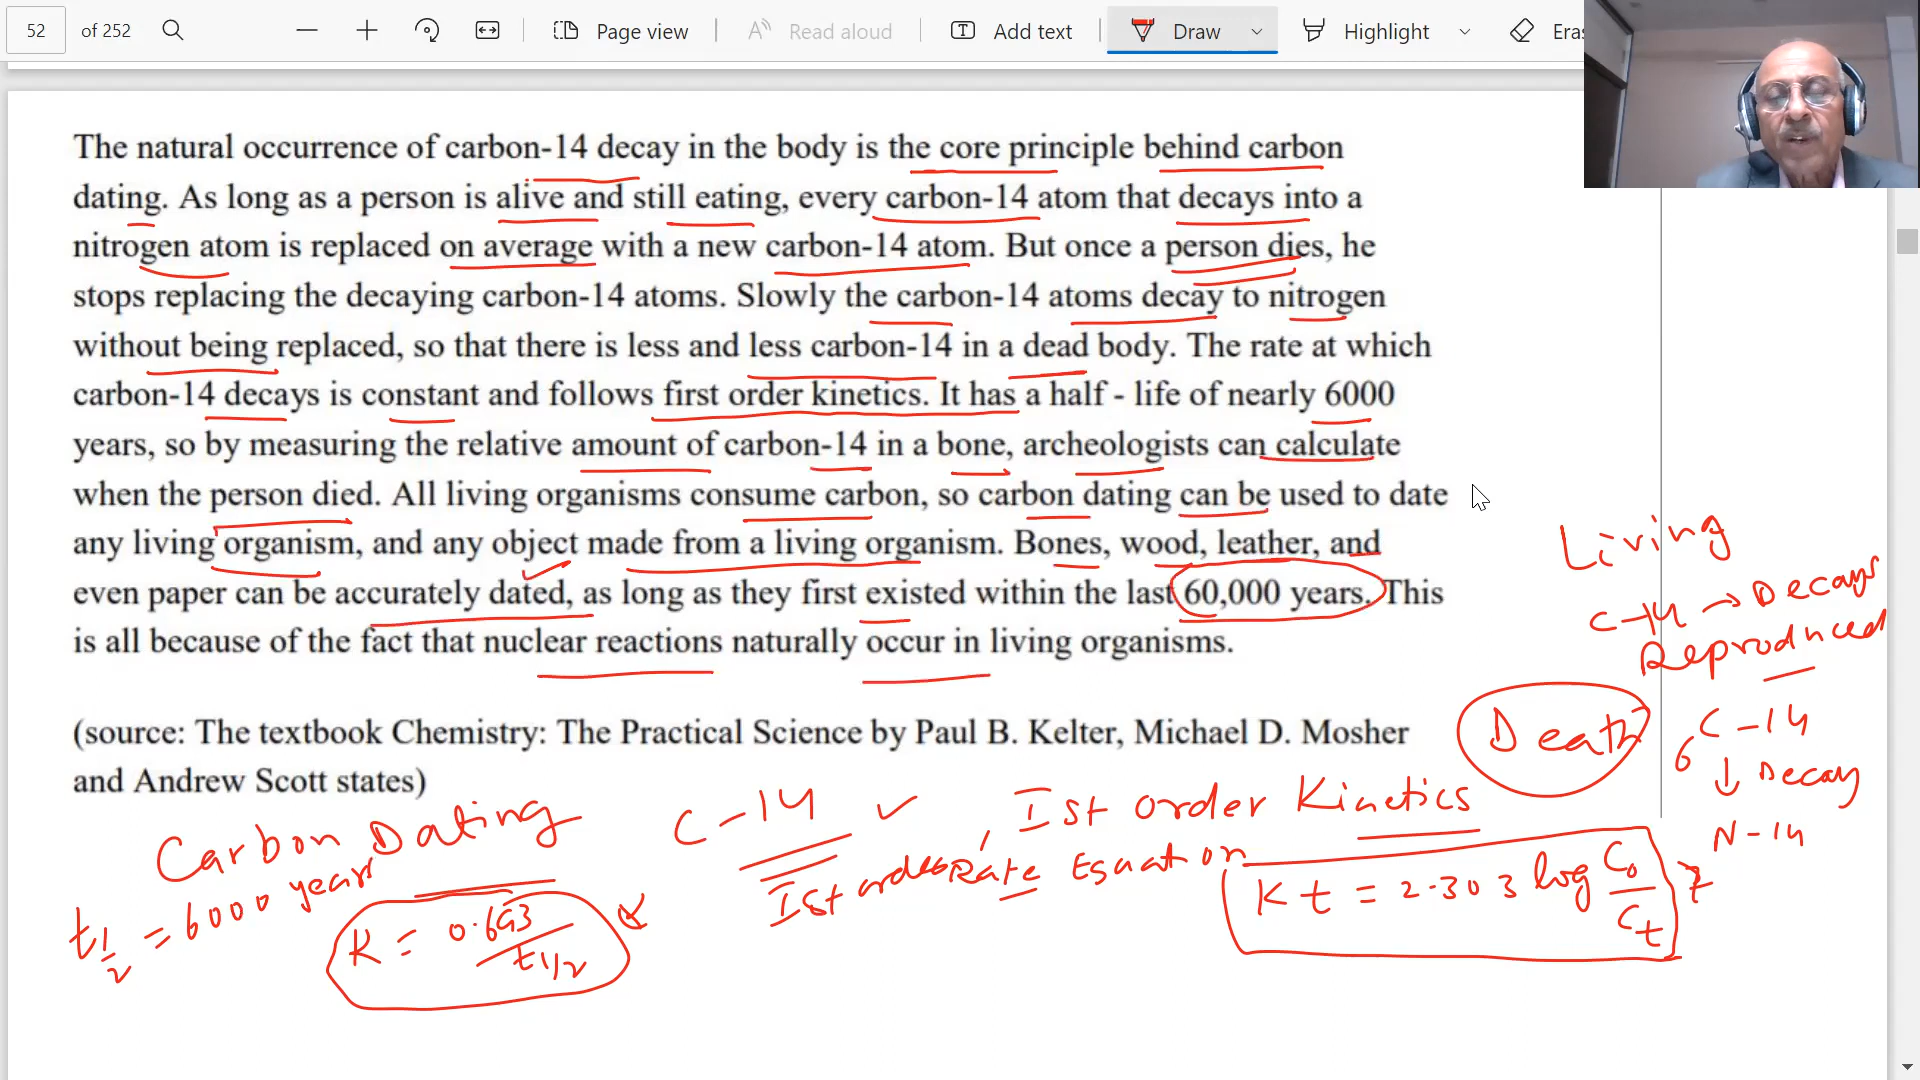 52 of 252 Page view Read aloud Add text Draw Highlight Eras
The natural occurrence of carbon-14 decay in the body is the core principle behind carbon
dating. As long as a person is alive and still eating, every carbon-14 atom that decays into a
nitrogen atom is replaced on average with a new carbon-14 atom. But once a person dies, he
stops replacing the decaying carbon-14 atoms. Slowly the carbon-14 atoms decay to nitrogen
without being replaced, so that there is less and less carbon-14 in a dead body. The rate at which
carbon-14 decays is constant and follows first order kinetics. It has a half - life of nearly 6000
years, so by measuring the relative amount of carbon-14 in a bone, archeologists can calculate
when the person died. All living organisms consume carbon, so carbon dating can be used to date
any living organism, and any object made from a living organism. Bones, wood, leather, and
even paper can be accurately dated, as long as they first existed within the last 60,000 years. This
is all because of the fact that nuclear reactions naturally occur in living organisms.
(source: The textbook Chemistry: The Practical Science by Paul B. Kelter, Michael D. Mosher
and Andrew Scott states)
Living
C-14 → Decays
Reproduced
Death
6 C-14
↓ Decay
N-14
Carbon Dating
C-14 ✓, Ist order Kinetics
Ist order Rate Equation
t 1/2 = 6000 years
K = 0.693 / t1/2
Kt = 2.303 log C0 / Ct